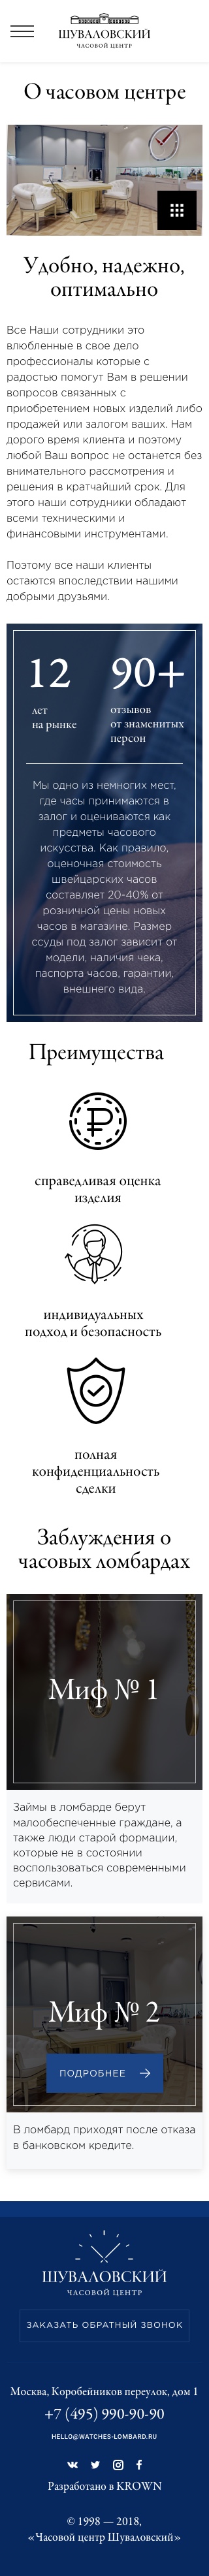 ШУВАЛОВСКИЙ
ЧАСОВОЙ ЦЕНТР
О часовом центре
Удобно, надежно,
оптимально
Все Наши сотрудники это
влюбленные в свое дело
профессионалы которые с
радостью помогут Вам в решении
вопросов связанных с
приобретением новых изделий либо
продажей или залогом ваших. Нам
дорого время клиента и поэтому
любой Ваш вопрос не останется без
внимательного рассмотрения и
решения в кратчайший срок. Для
этого наши сотрудники обладают
всеми техническими и
финансовыми инструментами.
Поэтому все наши клиенты
остаются впоследствии нашими
добрыми друзьями.
12
лет
на рынке
90+
отзывов
от знаменитых
персон
Мы одно из немногих мест,
где часы принимаются в
залог и оцениваются как
предметы часового
искусства. Как правило,
оценочная стоимость
швейцарских часов
составляет 20-40% от
розничной цены новых
часов в магазине. Размер
ссуды под залог зависит от
модели, наличия чека,
паспорта часов, гарантии,
внешнего вида.
Преимущества
справедливая оценка
изделия
индивидуальных
подход и безопасность
полная
конфиденциальность
сделки
Заблуждения о
часовых ломбардах
Миф № 1
Займы в ломбарде берут
малообеспеченные граждане, а
также люди старой формации,
которые не в состоянии
воспользоваться современными
сервисами.
Миф № 2
ПОДРОБНЕЕ
В ломбард приходят после отказа
в банковском кредите.
ШУВАЛОВСКИЙ
ЧАСОВОЙ ЦЕНТР
ЗАКАЗАТЬ ОБРАТНЫЙ ЗВОНОК
Москва, Коробейников переулок, дом 1
+7 (495) 990-90-90
HELLO@WATCHES-LOMBARD.RU
Разработано в KROWN
© 1998 — 2018,
«Часовой центр Шуваловский»